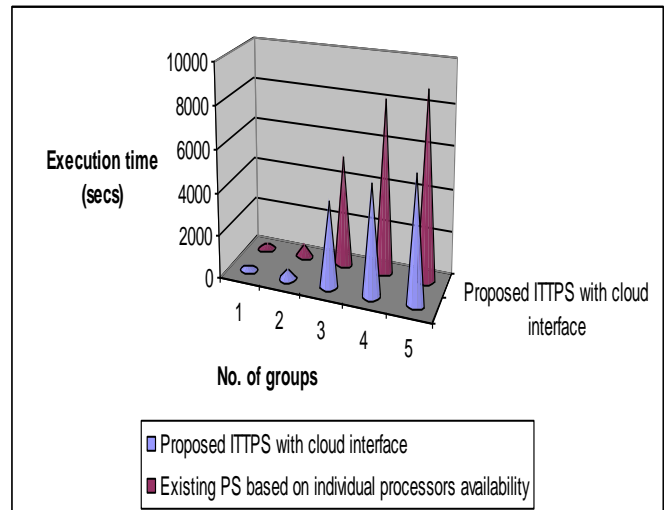 10000
8000
6000
4000
2000
0
Execution time
(secs)
1
2
3
4
5
No. of groups
Proposed ITTPS with cloud
interface
Proposed ITTPS with cloud interface
Existing PS based on individual processors availability